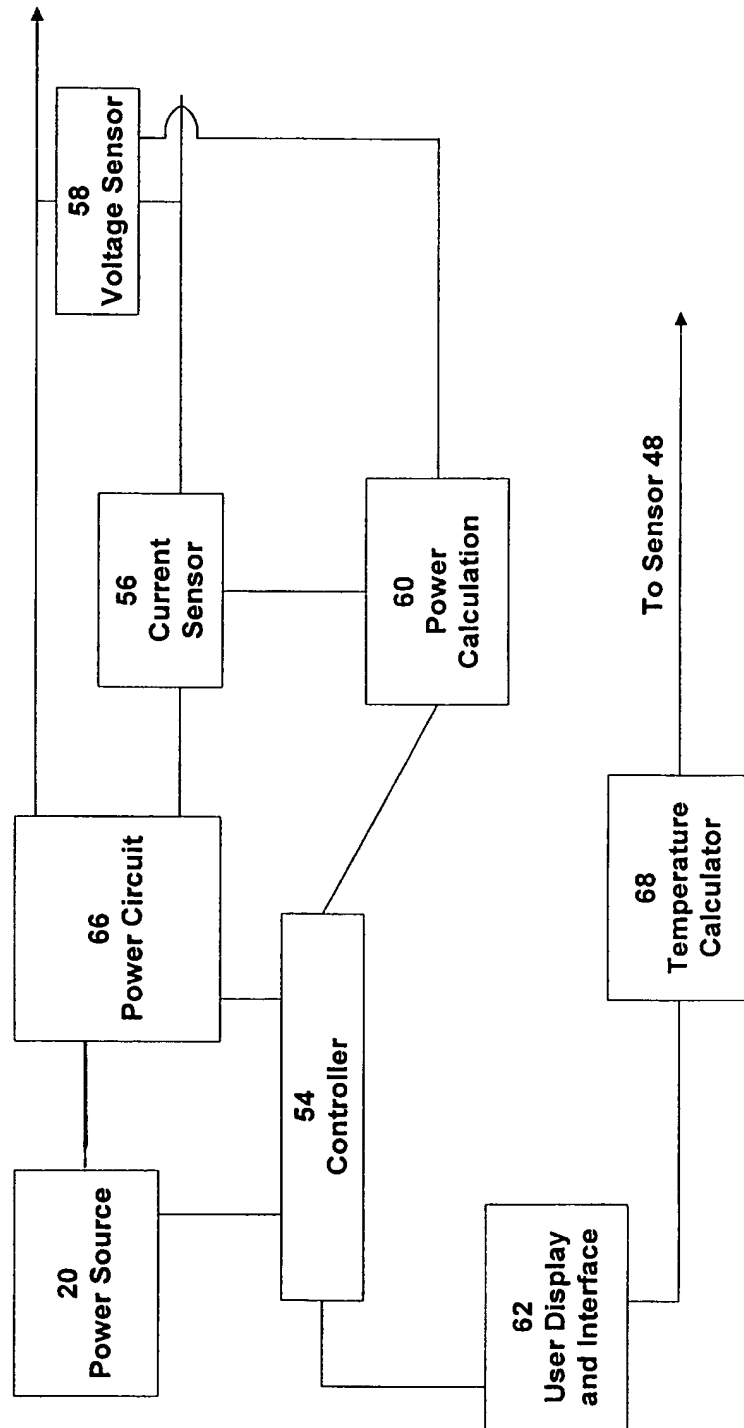 20
Power Source
66
Power Circuit
56
Current
Sensor
58
Voltage Sensor
54
Controller
60
Power
Calculation
62
User Display
and Interface
68
Temperature
Calculator
To Sensor 48